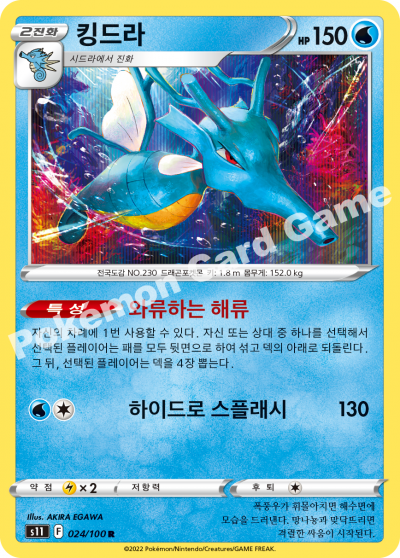 2진화
킹드라
HP 150
시드라에서 진화
전국도감 NO.230 드래곤포켓몬 키: 1.8 m 몸무게: 152.0 kg
특성 와류하는 해류
자신의 차례에 1번 사용할 수 있다. 자신 또는 상대 중 하나를 선택해서
선택된 플레이어는 패를 모두 뒷면으로 하여 섞고 덱의 아래로 되돌린다.
그 뒤, 선택된 플레이어는 덱을 4장 뽑는다.
하이드로 스플래시 130
약점 ×2 저항력 후퇴
Illus. AKIRA EGAWA
s11 F 024/100 R
폭풍우가 휘몰아치면 해수면에
모습을 드러낸다. 망나뇽과 맞닥뜨리면
격렬한 싸움이 시작된다.
©2022 Pokémon/Nintendo/Creatures/GAME FREAK.
Pokémon Card Game